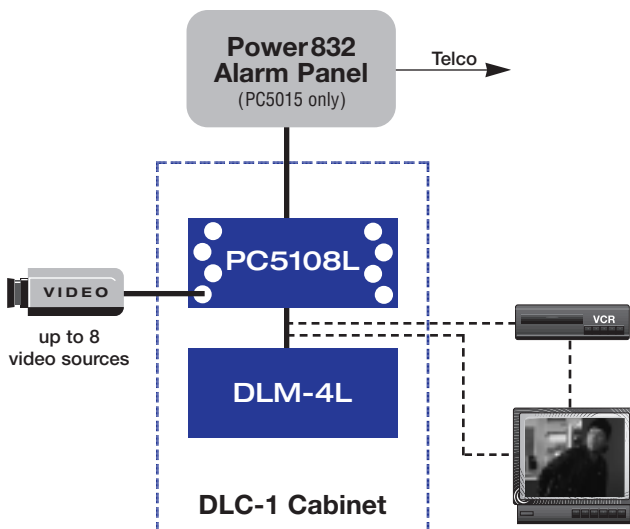 Power832
Alarm Panel
(PC5015 only)
Telco
PC5108L
VIDEO
up to 8
video sources
VCR
DLM-4L
DLC-1 Cabinet